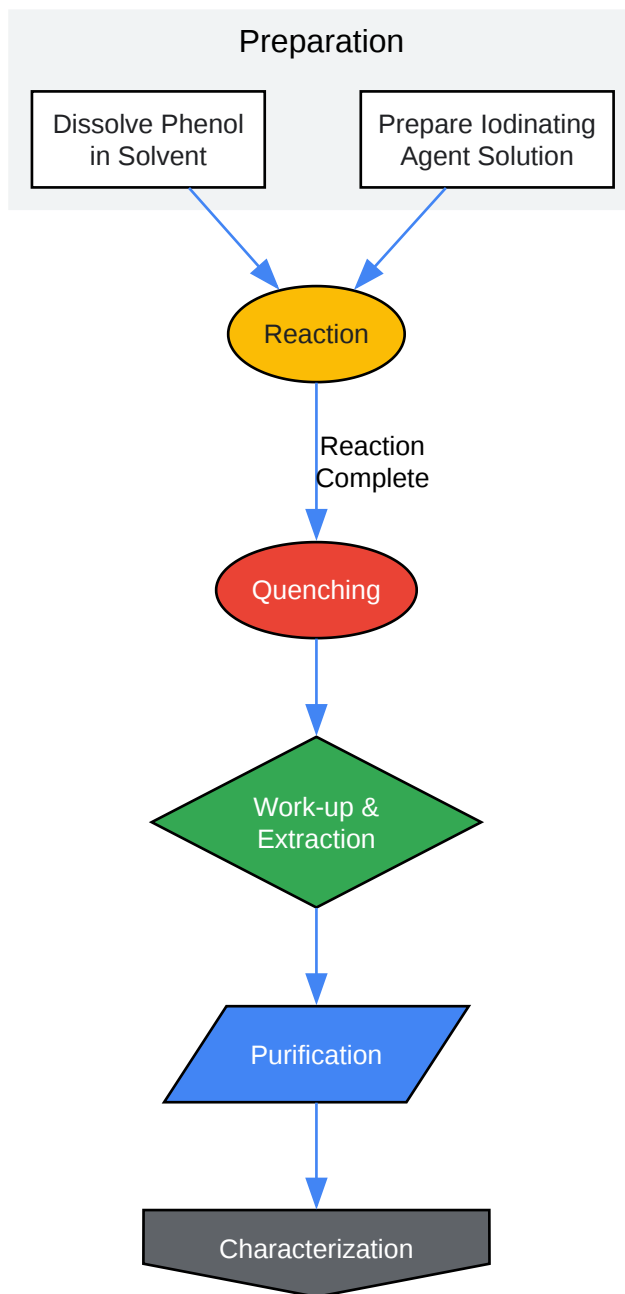 Preparation
Dissolve Phenol
in Solvent
Prepare Iodinating
Agent Solution
Reaction
Reaction
Complete
Quenching
Work-up &
Extraction
Purification
Characterization